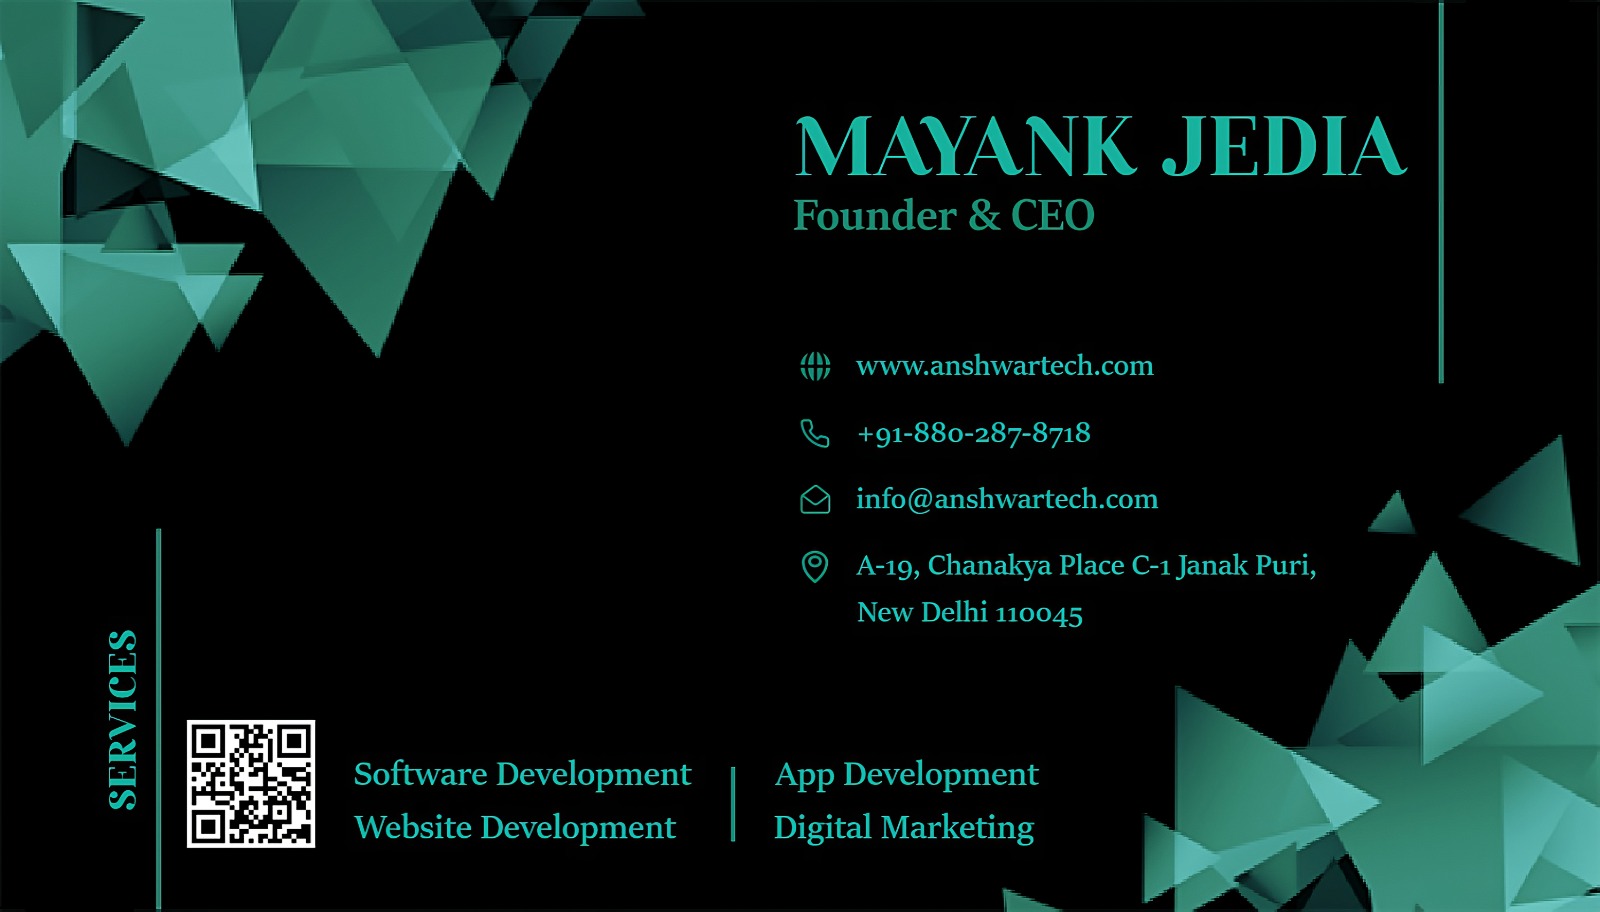 MAYANK JEDIA
Founder & CEO
www.anshwartech.com
+91-880-287-8718
info@anshwartech.com
A-19, Chanakya Place C-1 Janak Puri,
New Delhi 110045
SERVICES
Software Development
Website Development
App Development
Digital Marketing